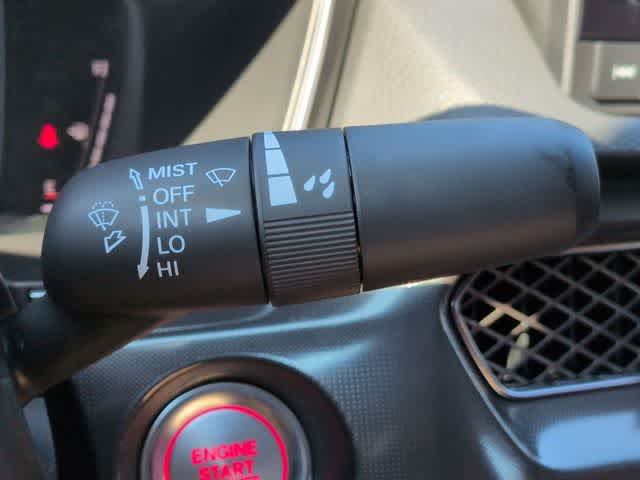 MIST
OFF
INT
LO
HI
ENGINE
START